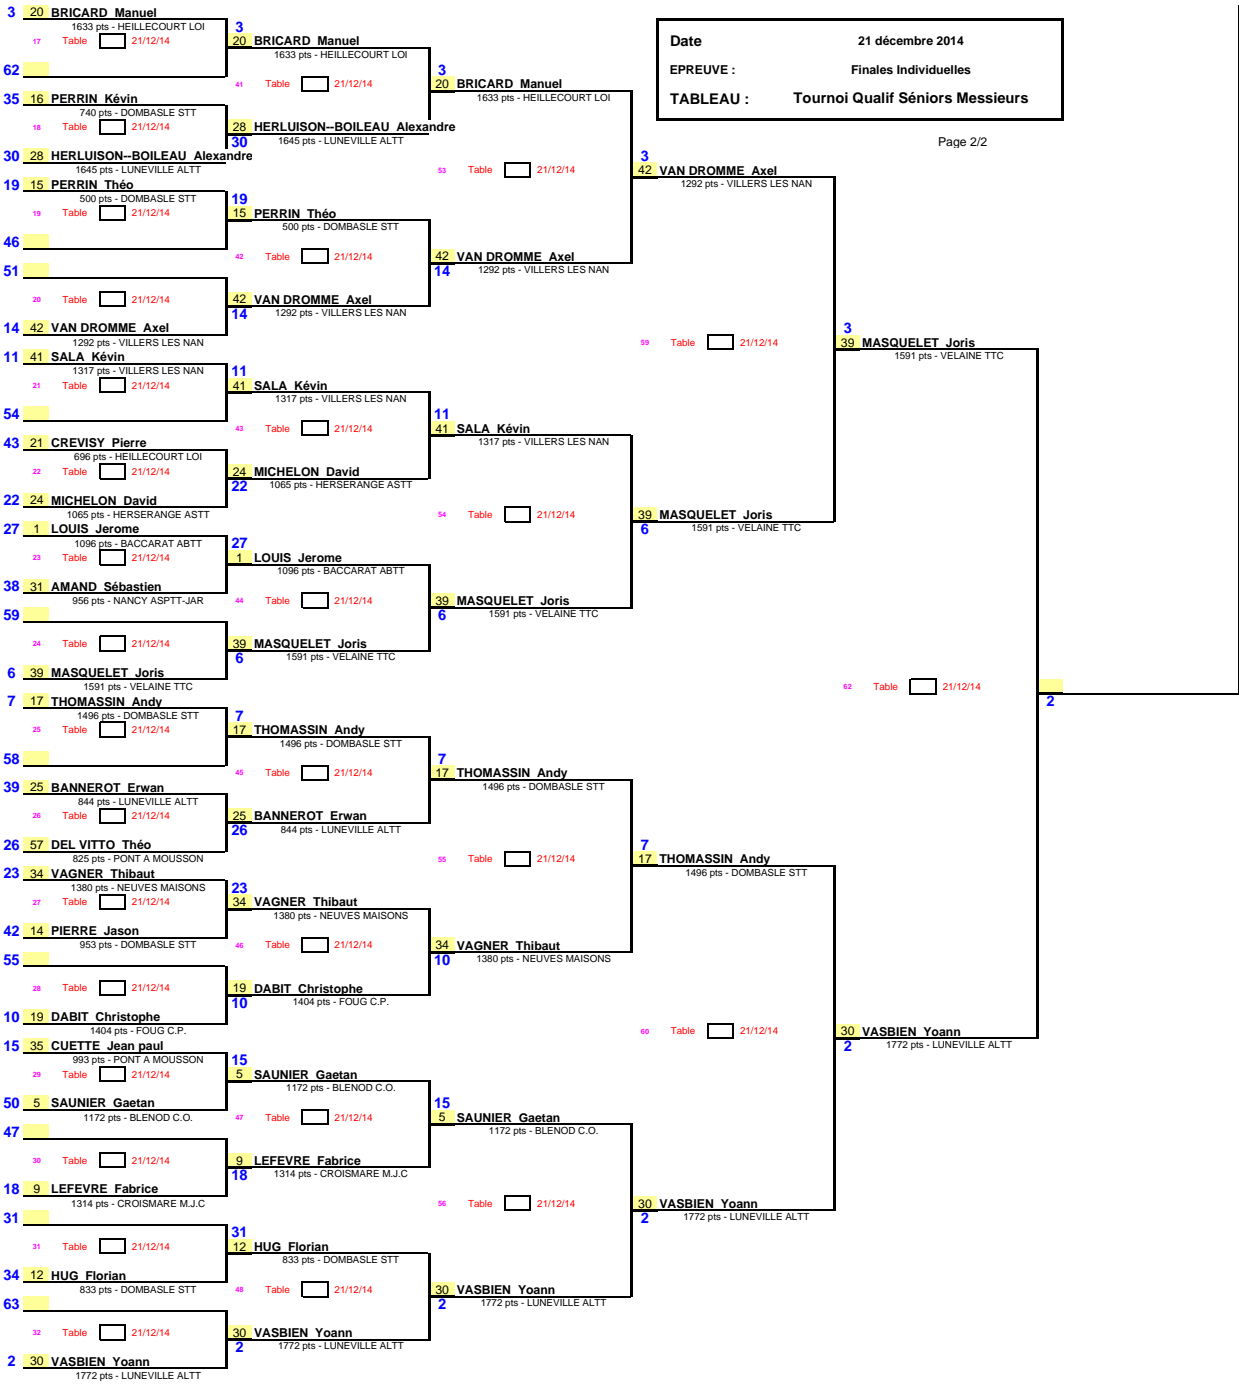 Date 21 décembre 2014
EPREUVE : Finales Individuelles
TABLEAU : Tournoi Qualif Séniors Messieurs
Page 2/2
3 20 BRICARD Manuel
1633 pts - HEILLECOURT LOI
17 Table 21/12/14
62
35 16 PERRIN Kévin
740 pts - DOMBASLE STT
18 Table 21/12/14
30 28 HERLUISON--BOILEAU Alexandre
1645 pts - LUNEVILLE ALTT
19 15 PERRIN Théo
500 pts - DOMBASLE STT
19 Table 21/12/14
46
51
20 Table 21/12/14
14 42 VAN DROMME Axel
1292 pts - VILLERS LES NAN
11 41 SALA Kévin
1317 pts - VILLERS LES NAN
21 Table 21/12/14
54
43 21 CREVISY Pierre
696 pts - HEILLECOURT LOI
22 Table 21/12/14
22 24 MICHELON David
1065 pts - HERSERANGE ASTT
27 1 LOUIS Jerome
1096 pts - BACCARAT ABTT
23 Table 21/12/14
38 31 AMAND Sébastien
956 pts - NANCY ASPTT-JAR
59
24 Table 21/12/14
6 39 MASQUELET Joris
1591 pts - VELAINE TTC
7 17 THOMASSIN Andy
1496 pts - DOMBASLE STT
25 Table 21/12/14
58
39 25 BANNEROT Erwan
844 pts - LUNEVILLE ALTT
26 Table 21/12/14
26 57 DEL VITTO Théo
825 pts - PONT A MOUSSON
23 34 VAGNER Thibaut
1380 pts - NEUVES MAISONS
27 Table 21/12/14
42 14 PIERRE Jason
953 pts - DOMBASLE STT
55
28 Table 21/12/14
10 19 DABIT Christophe
1404 pts - FOUG C.P.
15 35 CUETTE Jean paul
993 pts - PONT A MOUSSON
29 Table 21/12/14
50 5 SAUNIER Gaetan
1172 pts - BLENOD C.O.
47
30 Table 21/12/14
18 9 LEFEVRE Fabrice
1314 pts - CROISMARE M.J.C
31
31 Table 21/12/14
34 12 HUG Florian
833 pts - DOMBASLE STT
63
32 Table 21/12/14
2 30 VASBIEN Yoann
1772 pts - LUNEVILLE ALTT
3
20 BRICARD Manuel
1633 pts - HEILLECOURT LOI
41 Table 21/12/14
28 HERLUISON--BOILEAU Alexandre
30
1645 pts - LUNEVILLE ALTT
19
15 PERRIN Théo
500 pts - DOMBASLE STT
42 Table 21/12/14
42 VAN DROMME Axel
14
1292 pts - VILLERS LES NAN
11
41 SALA Kévin
1317 pts - VILLERS LES NAN
43 Table 21/12/14
24 MICHELON David
22
1065 pts - HERSERANGE ASTT
27
1 LOUIS Jerome
1096 pts - BACCARAT ABTT
44 Table 21/12/14
39 MASQUELET Joris
6
1591 pts - VELAINE TTC
7
17 THOMASSIN Andy
1496 pts - DOMBASLE STT
45 Table 21/12/14
25 BANNEROT Erwan
26
844 pts - LUNEVILLE ALTT
23
34 VAGNER Thibaut
1380 pts - NEUVES MAISONS
46 Table 21/12/14
19 DABIT Christophe
10
1404 pts - FOUG C.P.
15
5 SAUNIER Gaetan
1172 pts - BLENOD C.O.
47 Table 21/12/14
9 LEFEVRE Fabrice
18
1314 pts - CROISMARE M.J.C
31
12 HUG Florian
833 pts - DOMBASLE STT
48 Table 21/12/14
30 VASBIEN Yoann
2
1772 pts - LUNEVILLE ALTT
3
20 BRICARD Manuel
1633 pts - HEILLECOURT LOI
53 Table 21/12/14
42 VAN DROMME Axel
14
1292 pts - VILLERS LES NAN
11
41 SALA Kévin
1317 pts - VILLERS LES NAN
54 Table 21/12/14
39 MASQUELET Joris
6
1591 pts - VELAINE TTC
7
17 THOMASSIN Andy
1496 pts - DOMBASLE STT
55 Table 21/12/14
34 VAGNER Thibaut
10
1380 pts - NEUVES MAISONS
15
5 SAUNIER Gaetan
1172 pts - BLENOD C.O.
56 Table 21/12/14
30 VASBIEN Yoann
2
1772 pts - LUNEVILLE ALTT
3
42 VAN DROMME Axel
1292 pts - VILLERS LES NAN
59 Table 21/12/14
39 MASQUELET Joris
6
1591 pts - VELAINE TTC
7
17 THOMASSIN Andy
1496 pts - DOMBASLE STT
60 Table 21/12/14
30 VASBIEN Yoann
2
1772 pts - LUNEVILLE ALTT
3
39 MASQUELET Joris
1591 pts - VELAINE TTC
62 Table 21/12/14
30 VASBIEN Yoann
2
1772 pts - LUNEVILLE ALTT
2